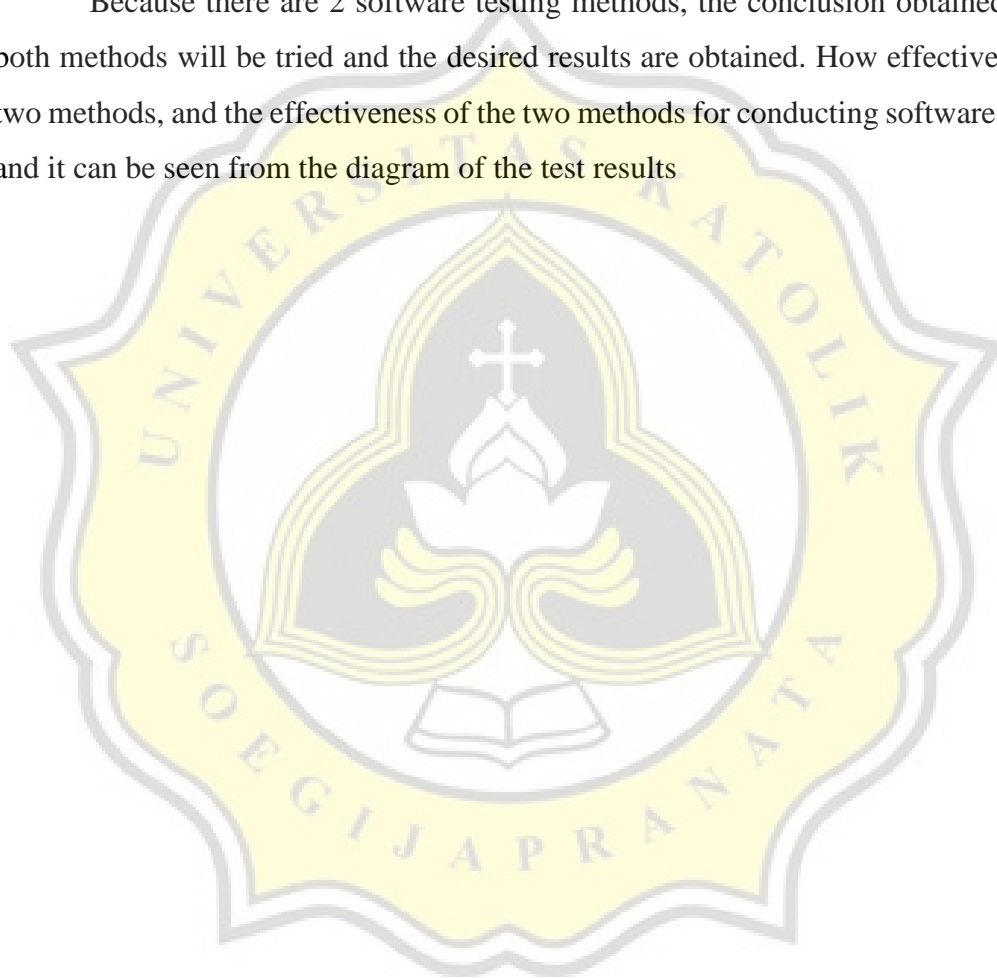 Because there are 2 software testing methods, the conclusion obtained
both methods will be tried and the desired results are obtained. How effective
two methods, and the effectiveness of the two methods for conducting software
and it can be seen from the diagram of the test results
UNIVERSITAS KATOLIK
SOEGIJAPRANATA